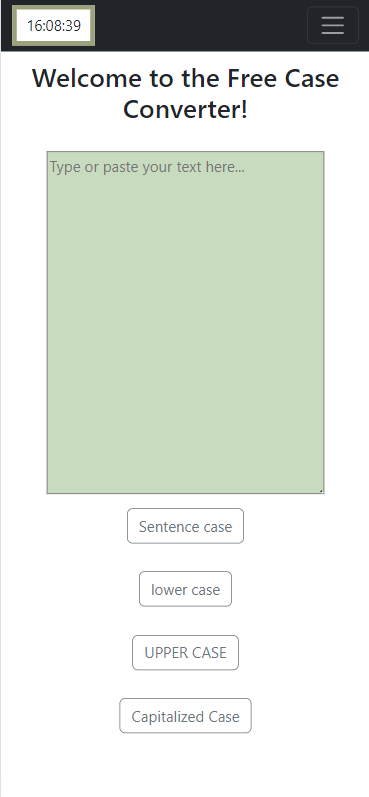 16:08:39
Welcome to the Free Case
Converter!
Type or paste your text here...
Sentence case
lower case
UPPER CASE
Capitalized Case